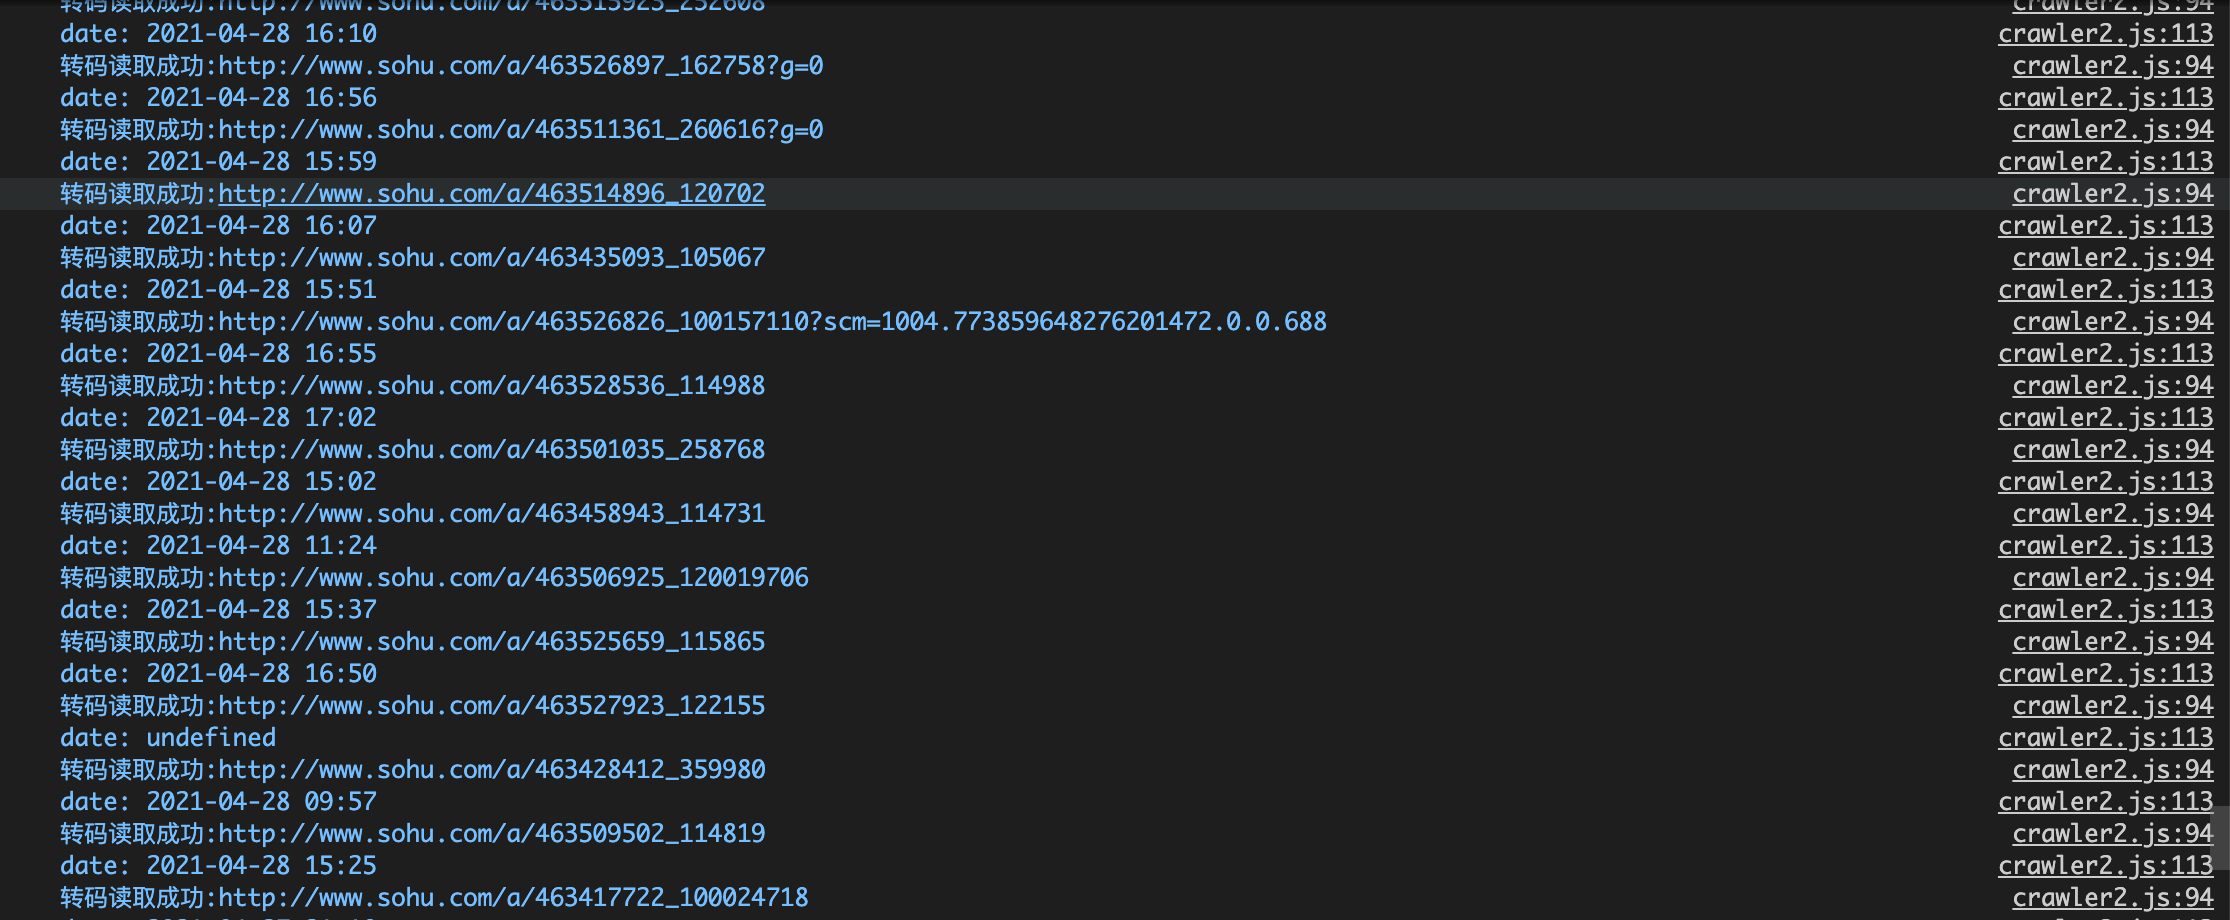 转码读取成功:http://www.sohu.com/a/463515923_252608 crawler2.js:94
date: 2021-04-28 16:10 crawler2.js:113
转码读取成功:http://www.sohu.com/a/463526897_162758?g=0 crawler2.js:94
date: 2021-04-28 16:56 crawler2.js:113
转码读取成功:http://www.sohu.com/a/463511361_260616?g=0 crawler2.js:94
date: 2021-04-28 15:59 crawler2.js:113
转码读取成功:http://www.sohu.com/a/463514896_120702 crawler2.js:94
date: 2021-04-28 16:07 crawler2.js:113
转码读取成功:http://www.sohu.com/a/463435093_105067 crawler2.js:94
date: 2021-04-28 15:51 crawler2.js:113
转码读取成功:http://www.sohu.com/a/463526826_100157110?scm=1004.773859648276201472.0.0.688 crawler2.js:94
date: 2021-04-28 16:55 crawler2.js:113
转码读取成功:http://www.sohu.com/a/463528536_114988 crawler2.js:94
date: 2021-04-28 17:02 crawler2.js:113
转码读取成功:http://www.sohu.com/a/463501035_258768 crawler2.js:94
date: 2021-04-28 15:02 crawler2.js:113
转码读取成功:http://www.sohu.com/a/463458943_114731 crawler2.js:94
date: 2021-04-28 11:24 crawler2.js:113
转码读取成功:http://www.sohu.com/a/463506925_120019706 crawler2.js:94
date: 2021-04-28 15:37 crawler2.js:113
转码读取成功:http://www.sohu.com/a/463525659_115865 crawler2.js:94
date: 2021-04-28 16:50 crawler2.js:113
转码读取成功:http://www.sohu.com/a/463527923_122155 crawler2.js:94
date: undefined crawler2.js:113
转码读取成功:http://www.sohu.com/a/463428412_359980 crawler2.js:94
date: 2021-04-28 09:57 crawler2.js:113
转码读取成功:http://www.sohu.com/a/463509502_114819 crawler2.js:94
date: 2021-04-28 15:25 crawler2.js:113
转码读取成功:http://www.sohu.com/a/463417722_100024718 crawler2.js:94